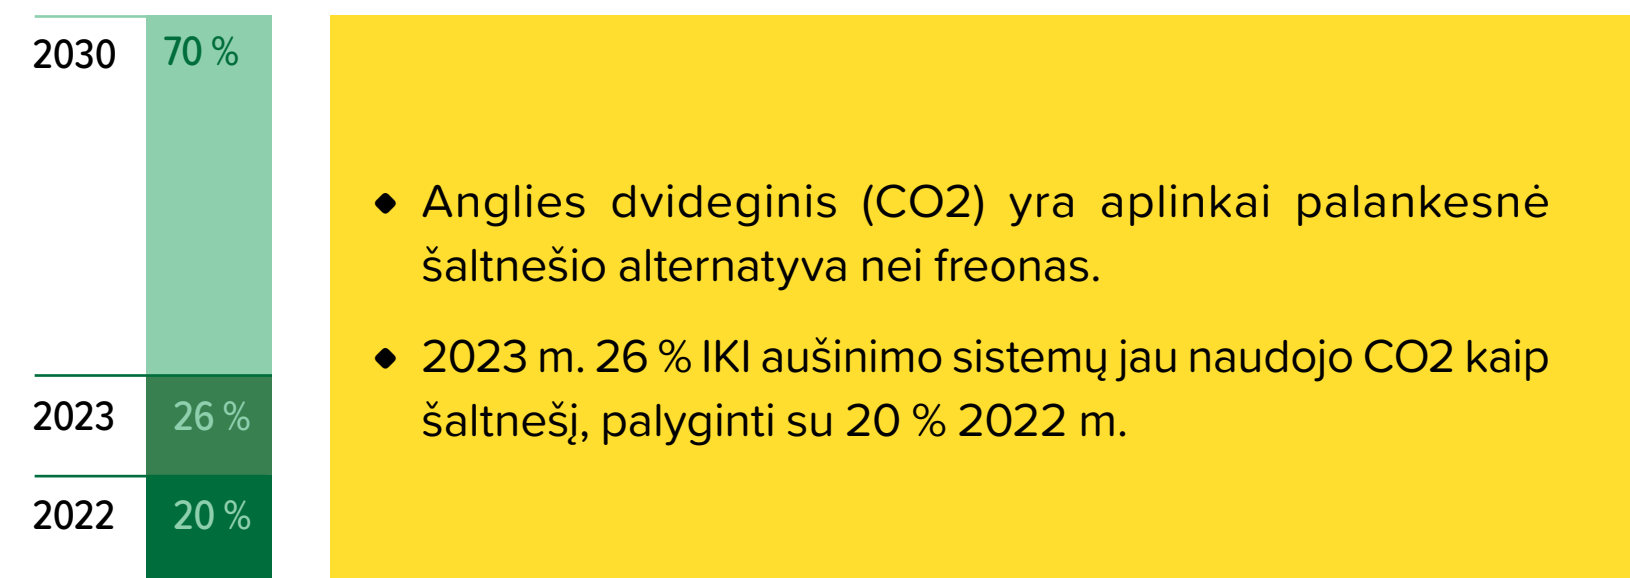 2030 70 %
2023 26 %
2022 20 %
Anglies dvideginis (CO2) yra aplinkai palankesnė
šaltnešio alternatyva nei freonas.
2023 m. 26 % IKI aušinimo sistemų jau naudojo CO2 kaip
šaltnešį, palyginti su 20 % 2022 m.